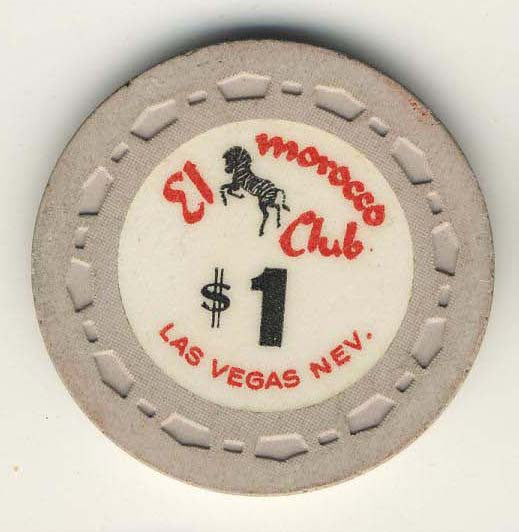 El morocco
Club
$1
LAS VEGAS NEV.